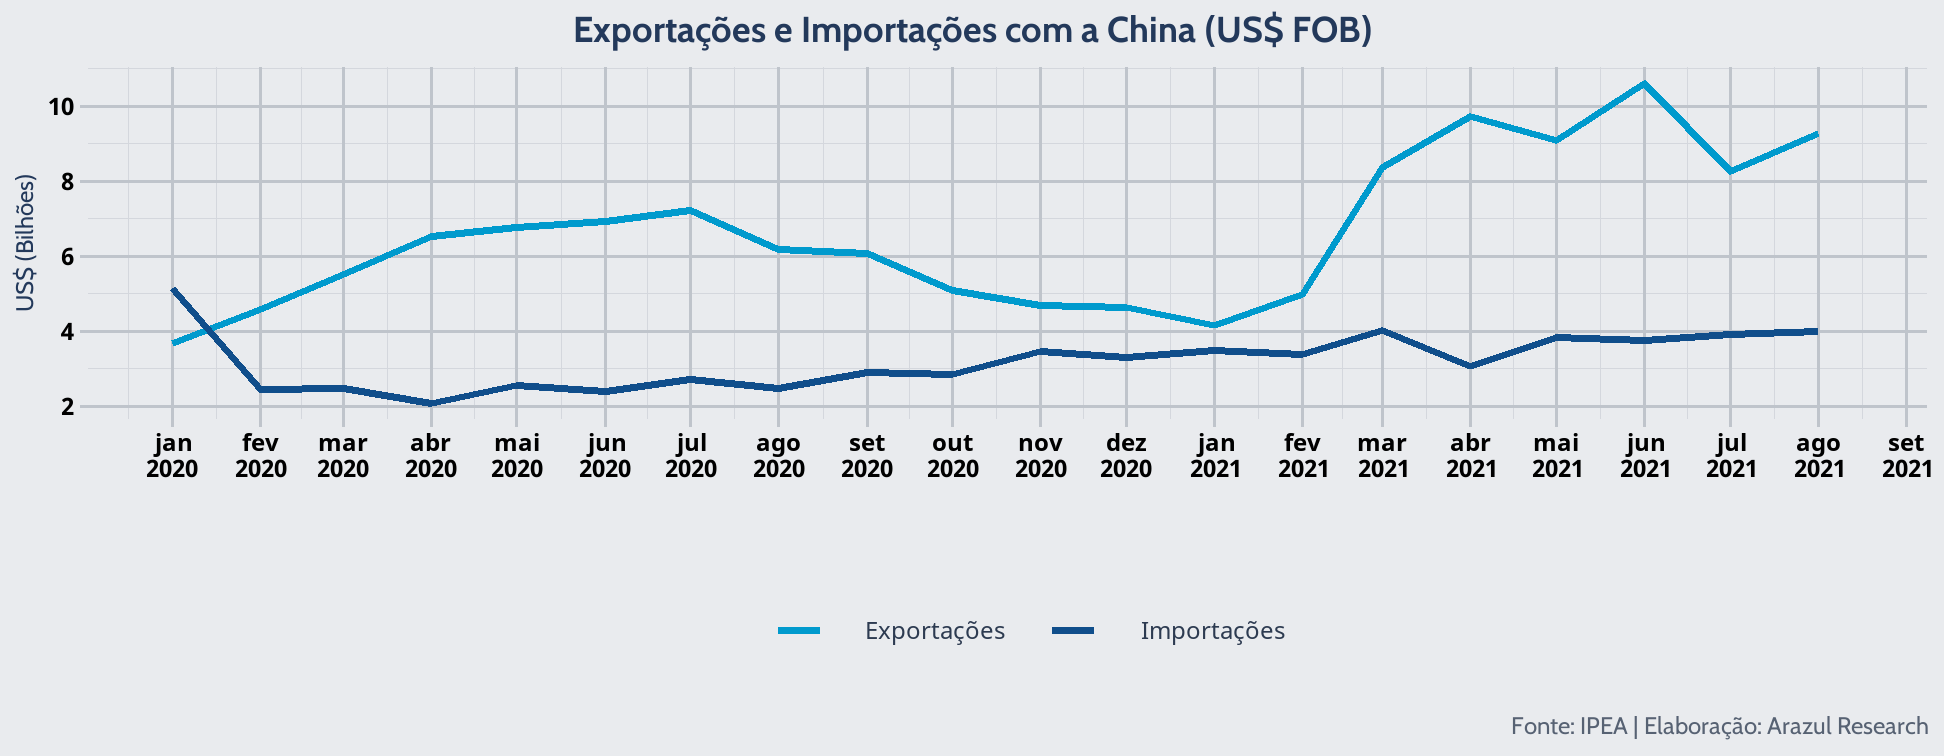 Exportações e Importações com a China (US$ FOB)
US$ (Bilhões)
10
8
6
4
2
jan fev mar abr mai jun jul ago set out nov dez jan fev mar abr mai jun jul ago set
2020 2020 2020 2020 2020 2020 2020 2020 2020 2020 2020 2020 2021 2021 2021 2021 2021 2021 2021 2021 2021
Exportações Importações
Fonte: IPEA | Elaboração: Arazul Research